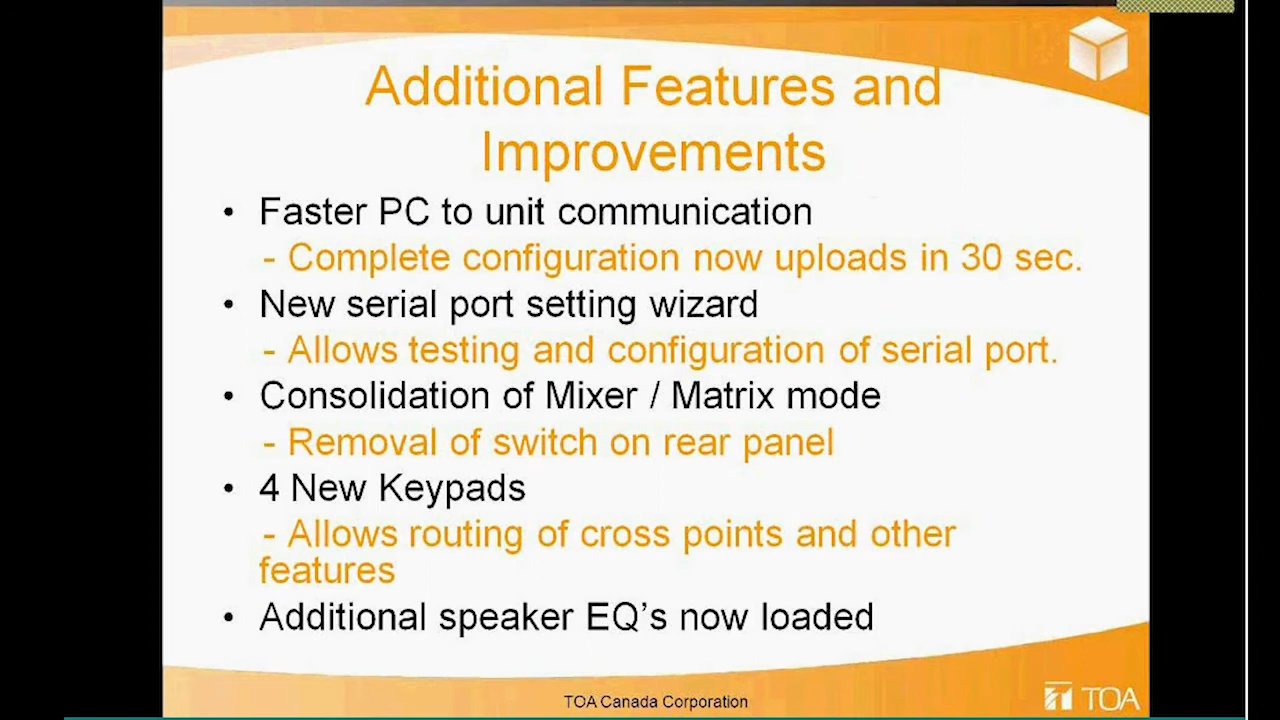 Additional Features and
Improvements
• Faster PC to unit communication
- Complete configuration now uploads in 30 sec.
• New serial port setting wizard
- Allows testing and configuration of serial port.
• Consolidation of Mixer / Matrix mode
- Removal of switch on rear panel
• 4 New Keypads
- Allows routing of cross points and other
features
• Additional speaker EQ’s now loaded
TOA Canada Corporation
TOA